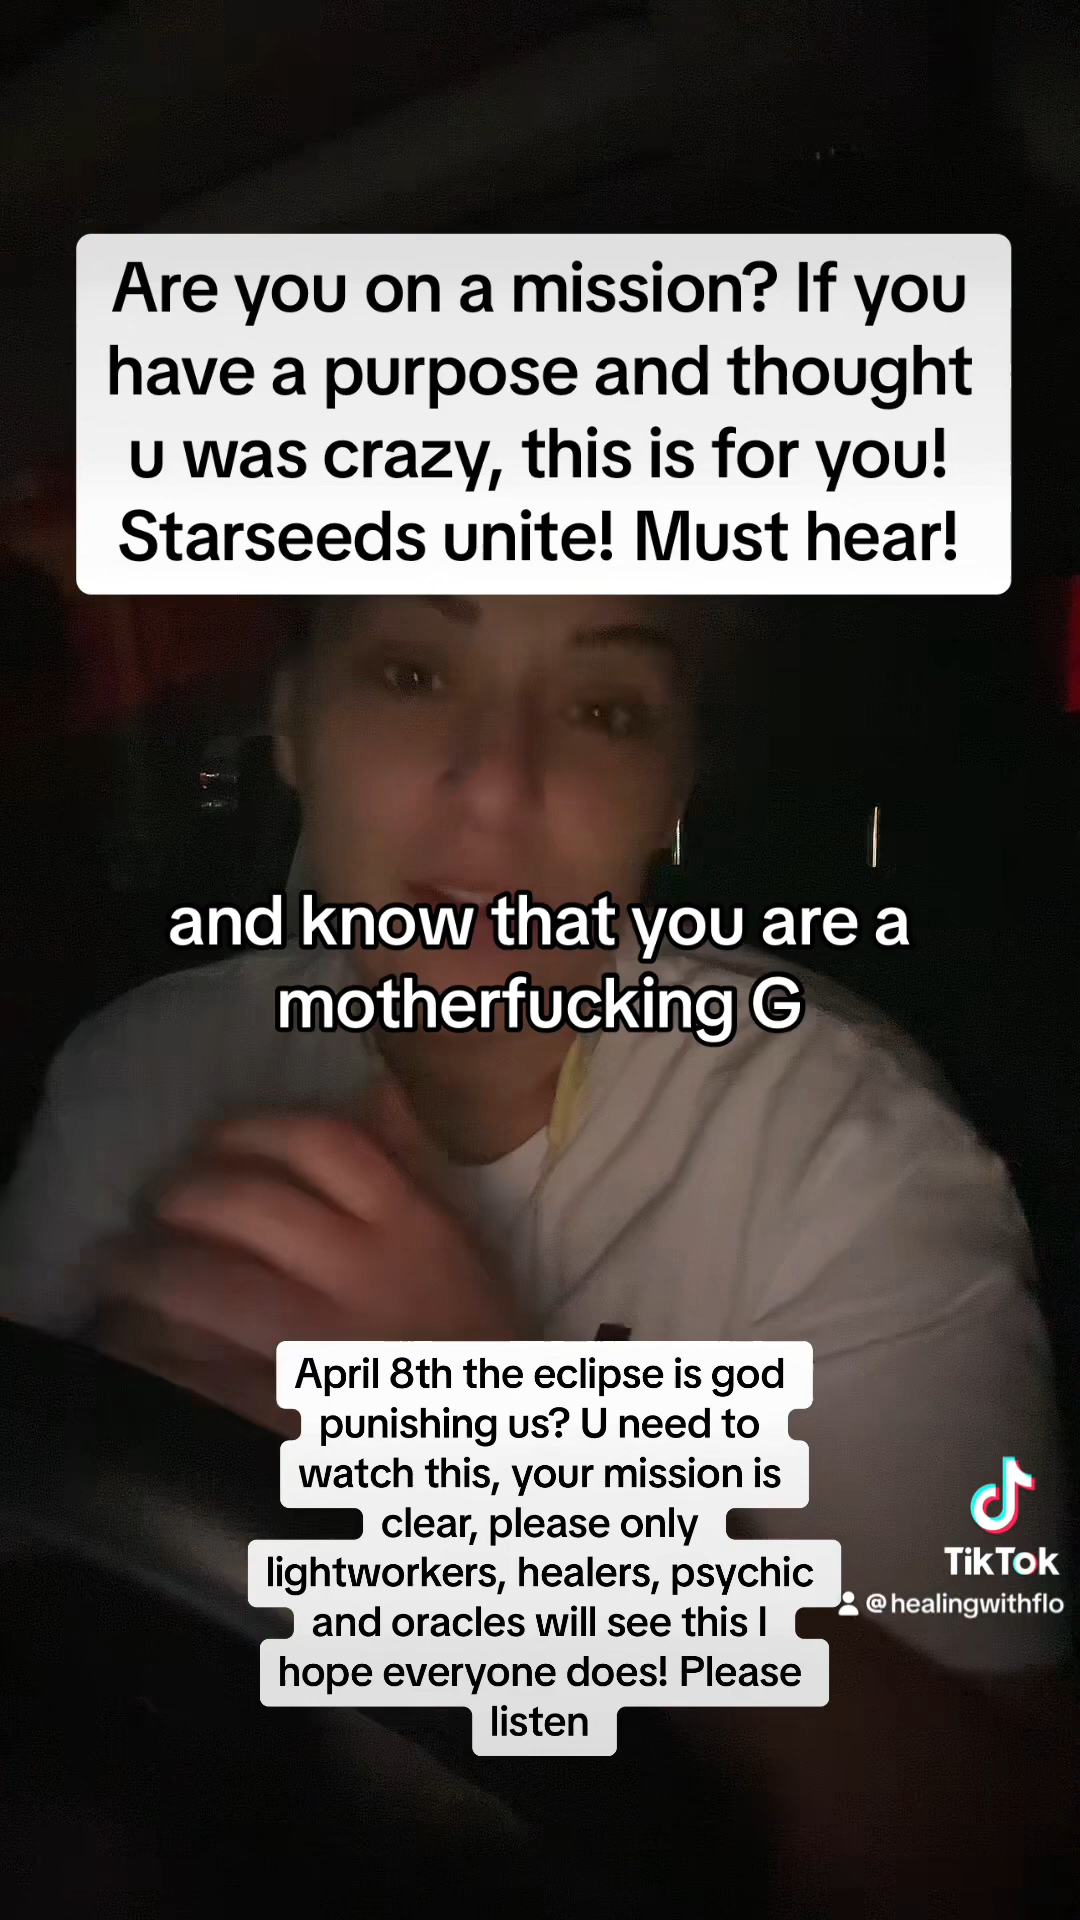 Are you on a mission? If you
have a purpose and thought
u was crazy, this is for you!
Starseeds unite! Must hear!
and know that you are a
motherfucking G
April 8th the eclipse is god
punishing us? U need to
watch this, your mission is
clear, please only
lightworkers, healers, psychic
and oracles will see this I
hope everyone does! Please
listen
TikTok
@healingwithflo